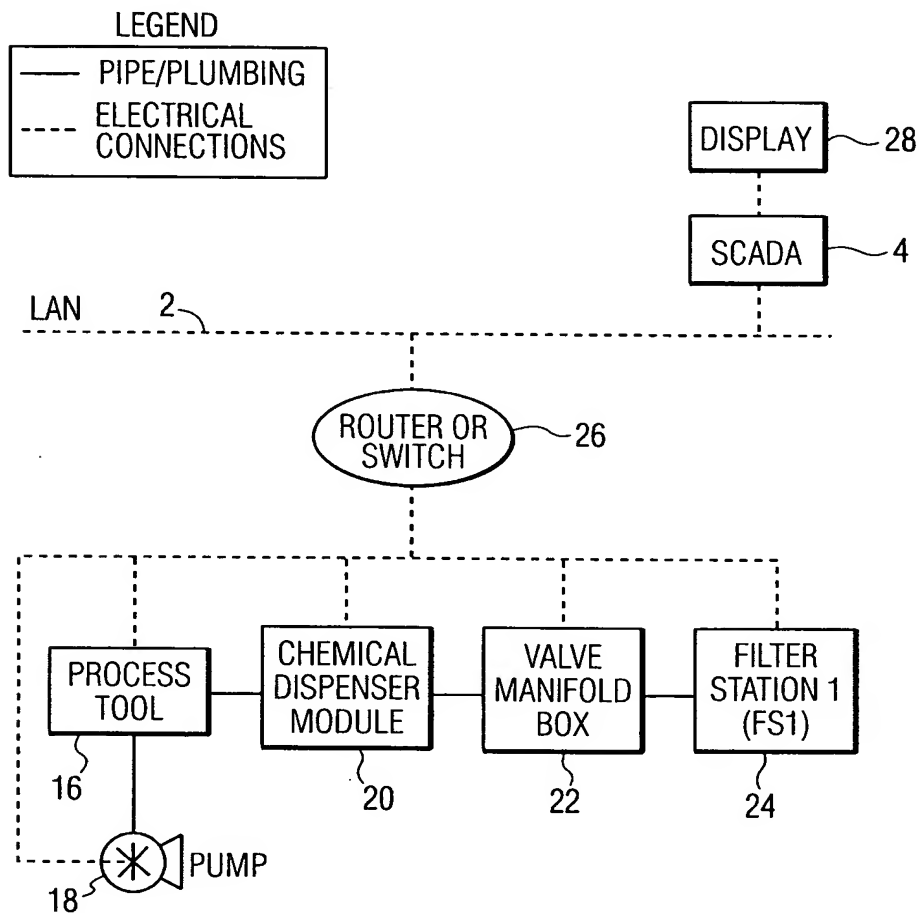 LEGEND
PIPE/PLUMBING
ELECTRICAL
CONNECTIONS
DISPLAY
28
SCADA
4
LAN
2
ROUTER OR
SWITCH
26
PROCESS
TOOL
16
CHEMICAL
DISPENSER
MODULE
20
VALVE
MANIFOLD
BOX
22
FILTER
STATION 1
(FS1)
24
PUMP
18